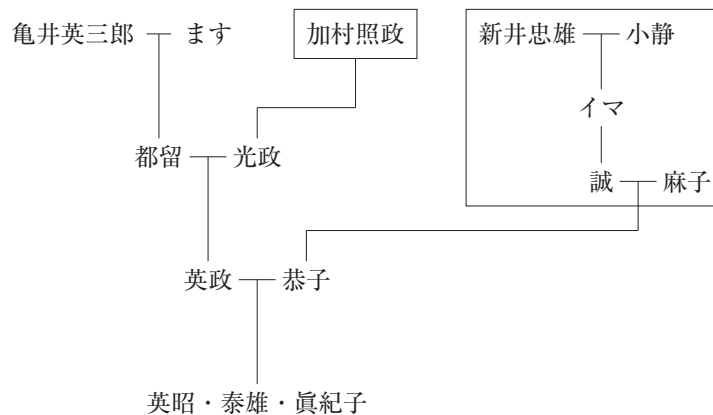 亀井英三郎 ます 加村照政 新井忠雄 小静
イマ
都留 光政
誠 麻子
英政 恭子
英昭・泰雄・眞紀子